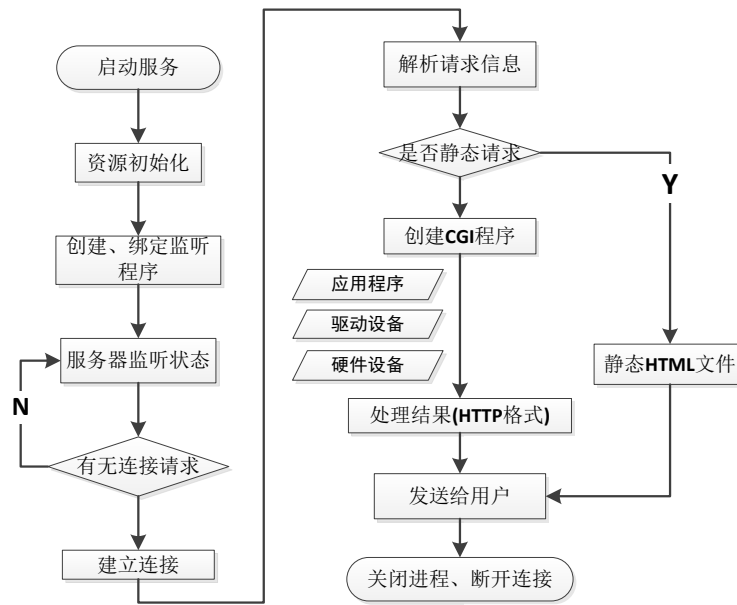 启动服务
资源初始化
创建、绑定监听
程序
服务器监听状态
N
有无连接请求
建立连接
解析请求信息
是否静态请求
Y
创建CGI程序
应用程序
驱动设备
硬件设备
静态HTML文件
处理结果(HTTP格式)
发送给用户
关闭进程、断开连接